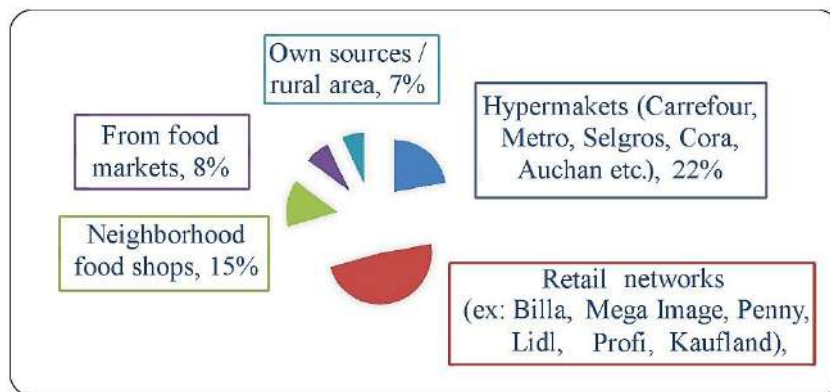 Own sources /
rural area, 7%
Hypermakets (Carrefour,
Metro, Selgros, Cora,
Auchan etc.), 22%
From food
markets, 8%
Neighborhood
food shops, 15%
Retail networks
(ex: Billa, Mega Image, Penny,
Lidl, Profi, Kaufland),